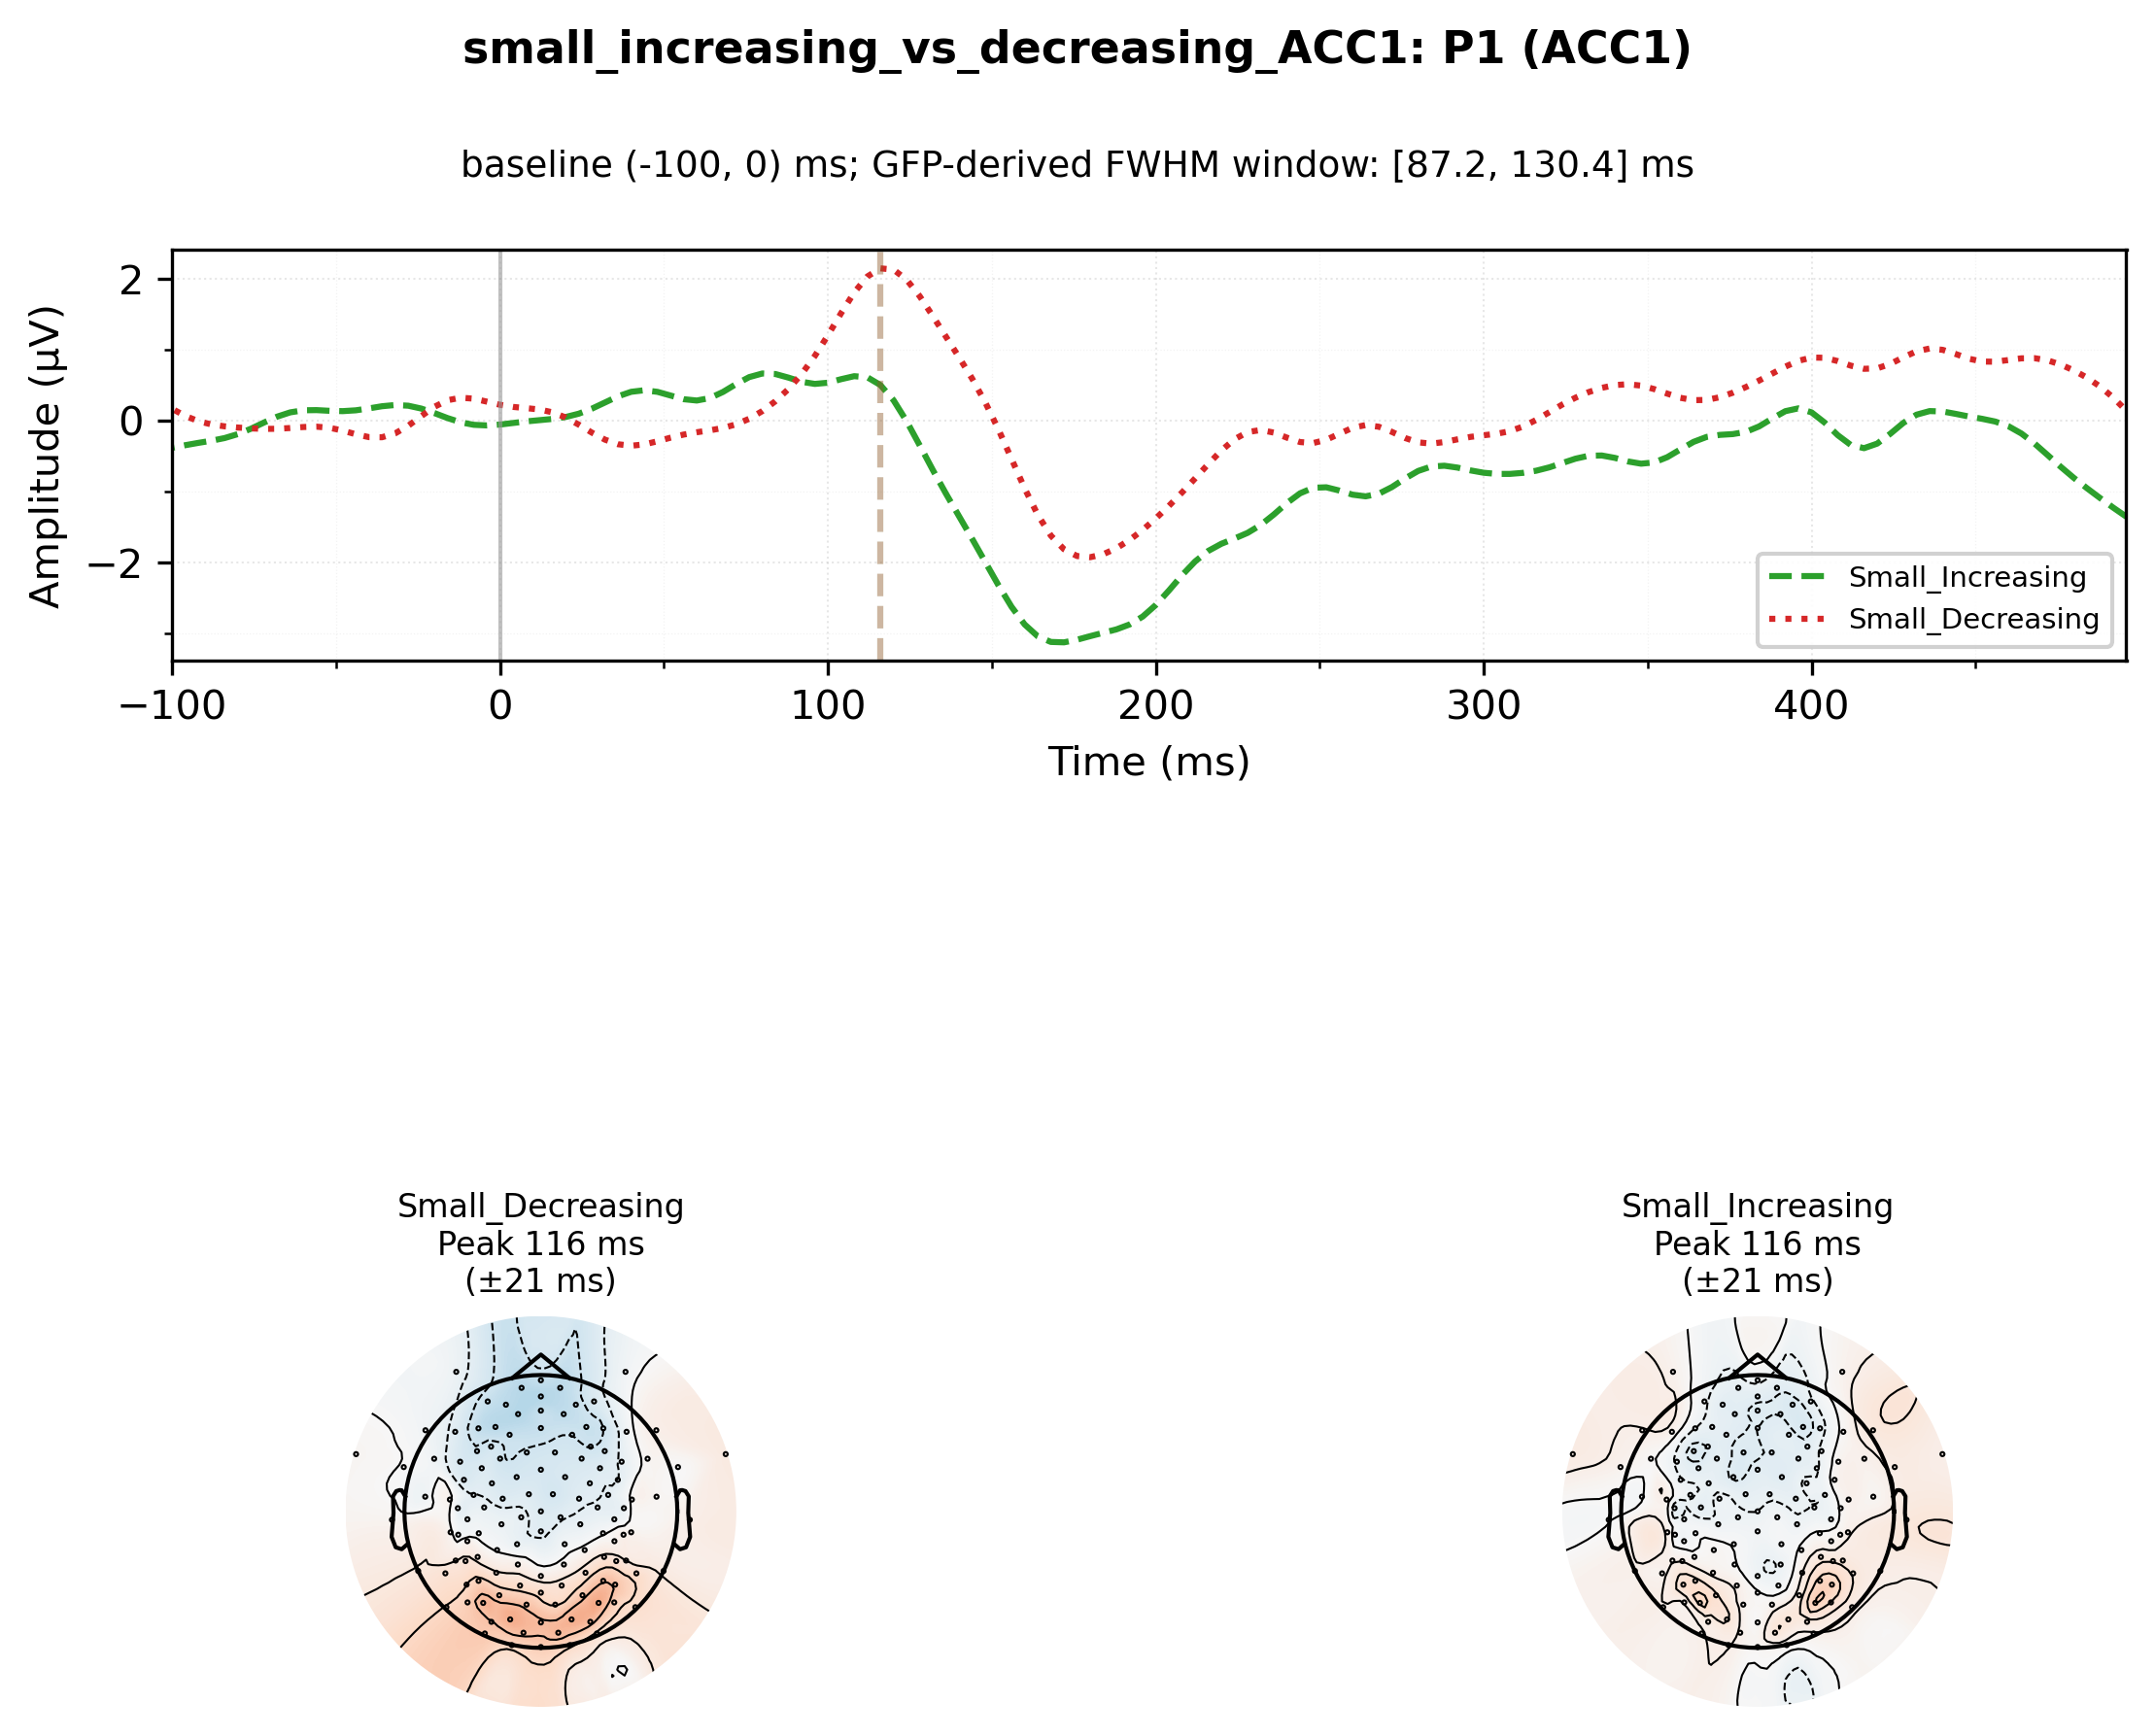 small_increasing_vs_decreasing_ACC1: P1 (ACC1)
baseline (-100, 0) ms; GFP-derived FWHM window: [87.2, 130.4] ms
Amplitude (µV)
2
0
−2
Small_Increasing
Small_Decreasing
−100 0 100 200 300 400
Time (ms)
Small_Decreasing
Peak 116 ms
(±21 ms)
Small_Increasing
Peak 116 ms
(±21 ms)